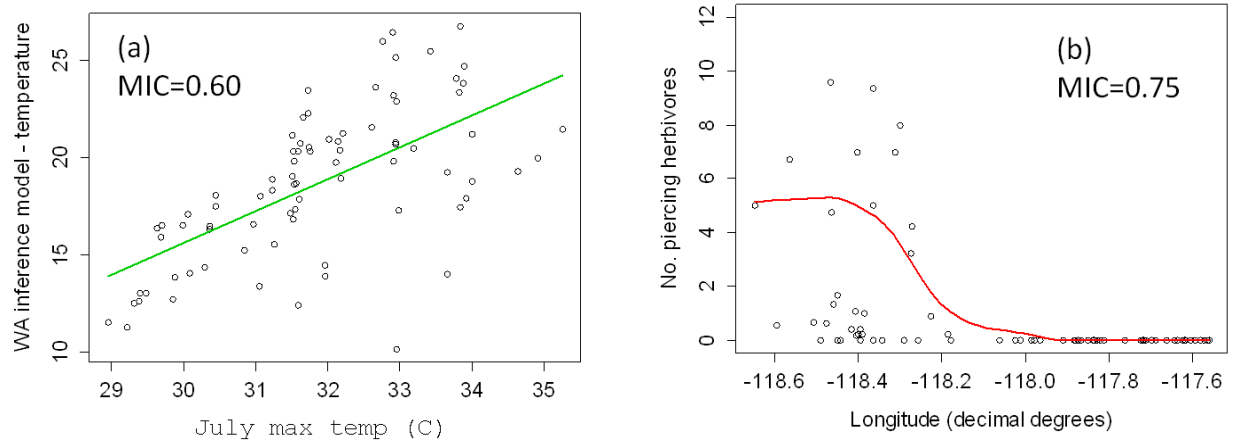 (a)
MIC=0.60
WA inference model - temperature
25
20
15
10
29 30 31 32 33 34 35
July max temp (C)
(b)
MIC=0.75
No. piercing herbivores
12
10
8
6
4
2
0
-118.6 -118.4 -118.2 -118.0 -117.8 -117.6
Longitude (decimal degrees)